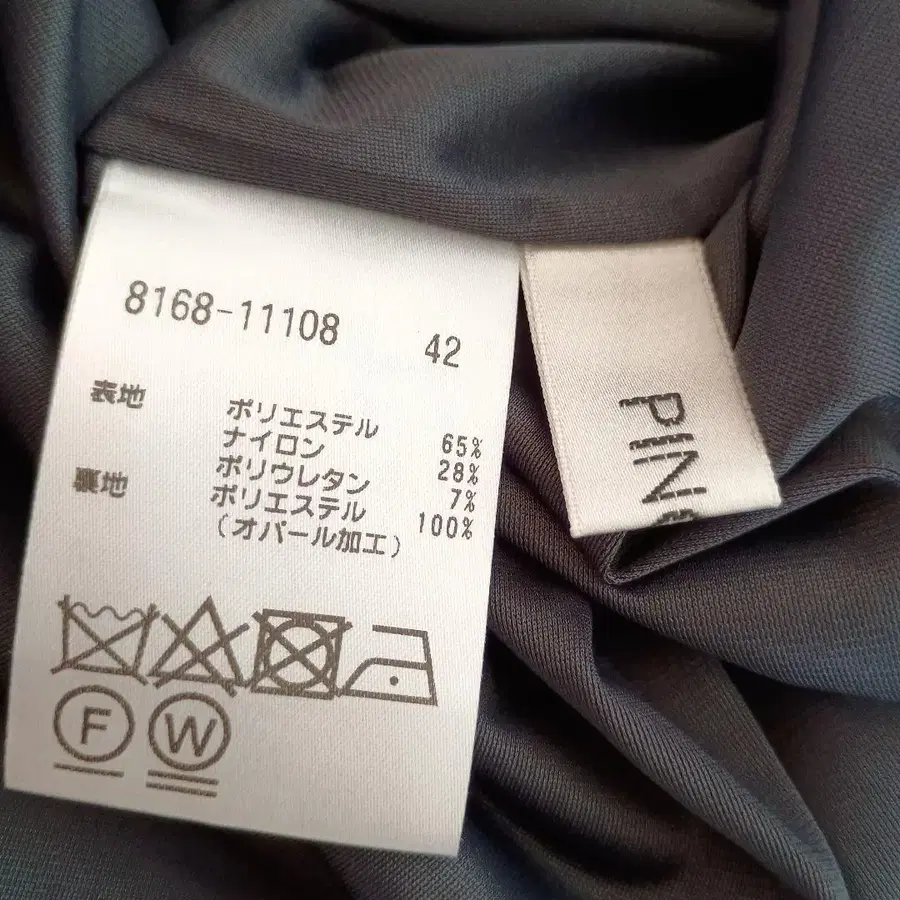 8168-11108 42
表地 ポリエステル 65%
ナイロン 28%
ポリウレタン 7%
裏地 ポリエステル 100%
(オパール加工)
F W
PIN